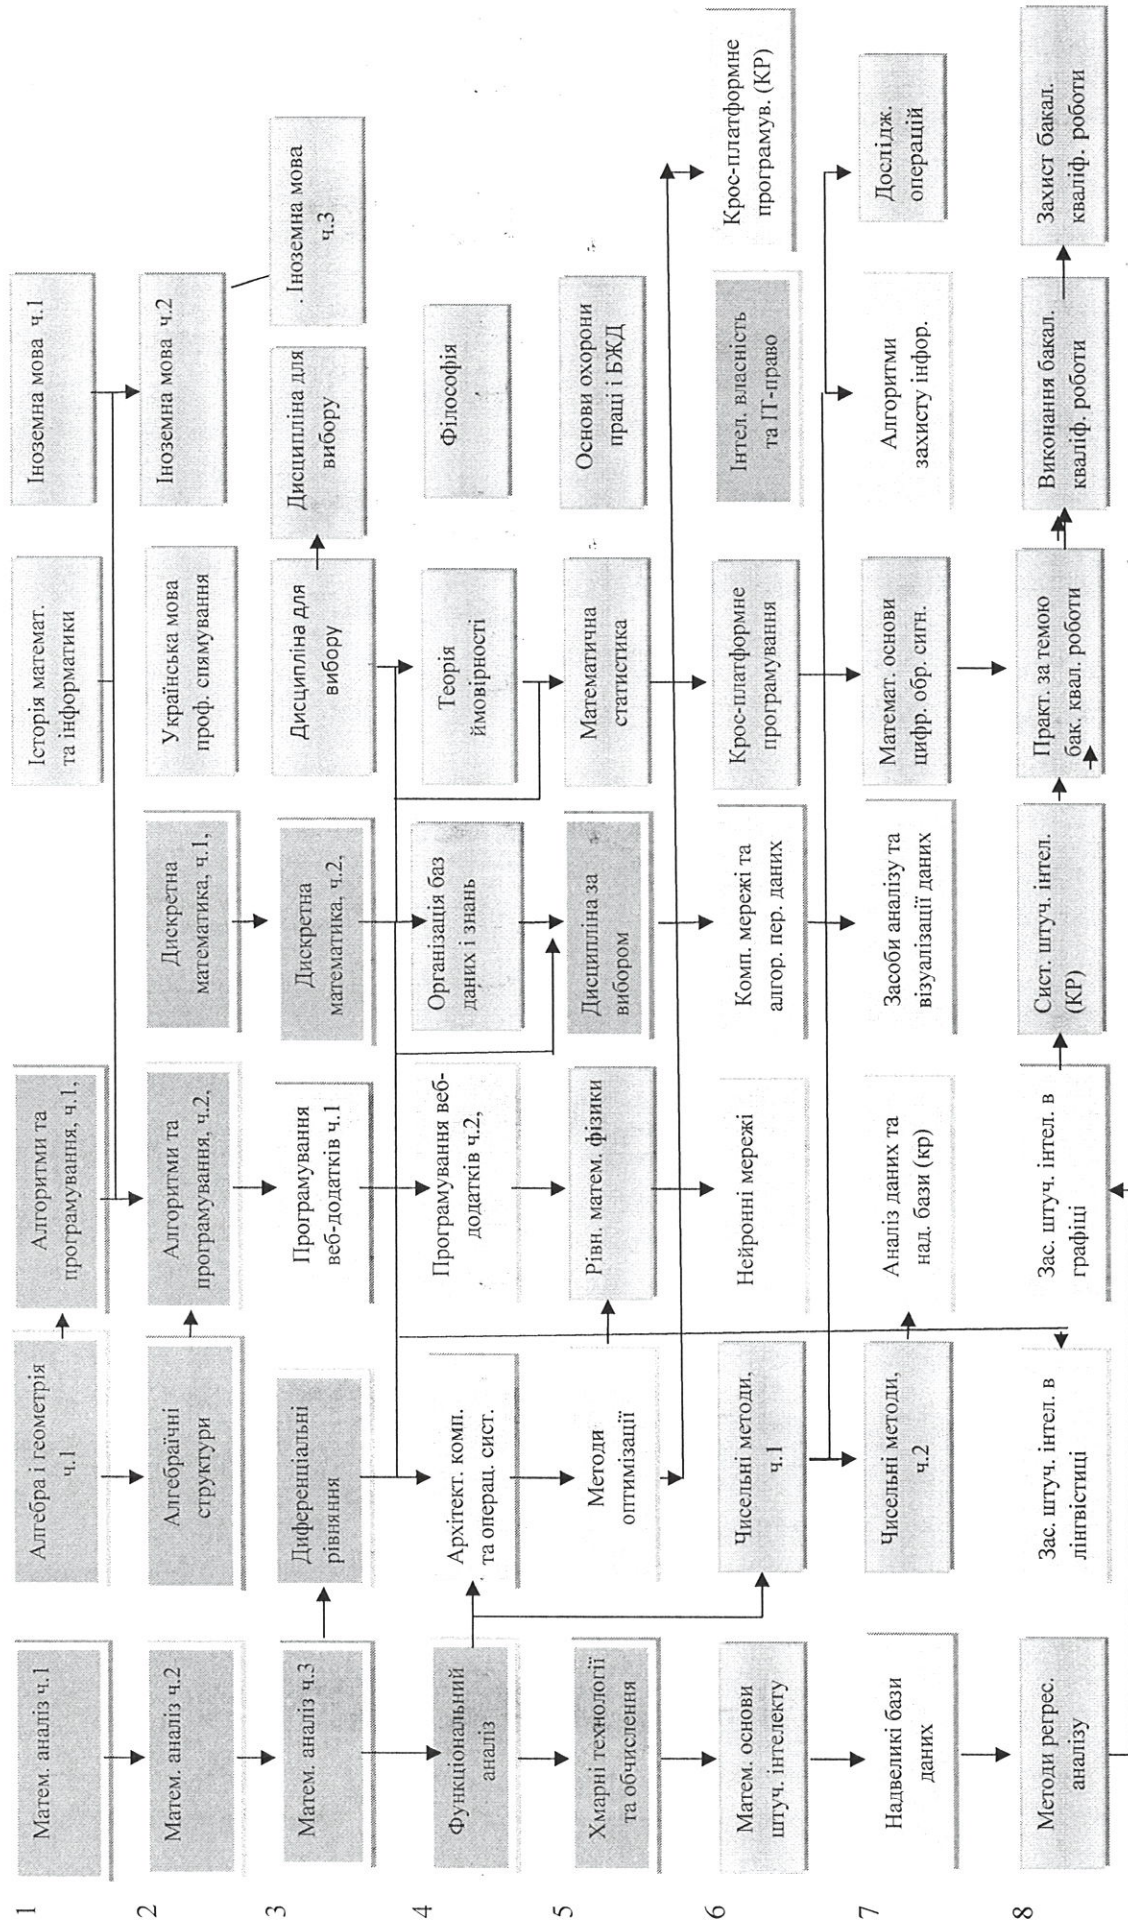 1
Матем. аналіз ч.1
Алгебра і геометрія
ч.1
Алгоритми та
програмування, ч.1,
Історія математ.
та інформатики
Іноземна мова ч.1
2
Матем. аналіз ч.2
Алгебраїчні
структури
Алгоритми та
програмування, ч.2,
Дискретна
математика, ч.1,
Українська мова
проф. спямування
Іноземна мова ч.2
3
Матем. аналіз ч.3
Диференціальні
рівняння
Програмування
веб-додатків ч.1
Дискретна
математика, ч.2,
Дисципліна для
вибору
Дисципліна для
вибору
. Іноземна мова
ч.3
4
Функціональний
аналіз
Архітект. комп.
та операц. сист.
Програмування веб-
додатків ч.2,
Організація баз
даних і знань
Теорія
ймовірності
Філософія
5
Хмарні технології
та обчислення
Методи
оптимізації
Рівн. матем. фізики
Дисципліна за
вибором
Математична
статистика
Основи охорони
праці і БЖД
6
Матем. основи
штуч. інтелекту
Чисельні методи,
ч.1
Нейронні мережі
Комп. мережі та
алгор. пер. даних
Крос-платформне
програмування
Інтел. власність
та ІТ-право
Крос-платформне
програмув. (КР)
7
Надвеликі бази
даних
Чисельні методи,
ч.2
Аналіз даних та
над. бази (кр)
Засоби аналізу та
візуалізації даних
Математ. основи
цифр. обр. сигн.
Алгоритми
захисту інфор.
Дослідж.
операцій
8
Методи регрес.
аналізу
Зас. штуч. інтел. в
лінгвістиці
Зас. штуч. інтел. в
графіці
Сист. штуч. інтел.
(КР)
Практ. за темою
бак. квал. роботи
Виконання бакал.
кваліф. роботи
Захист бакал.
кваліф. роботи